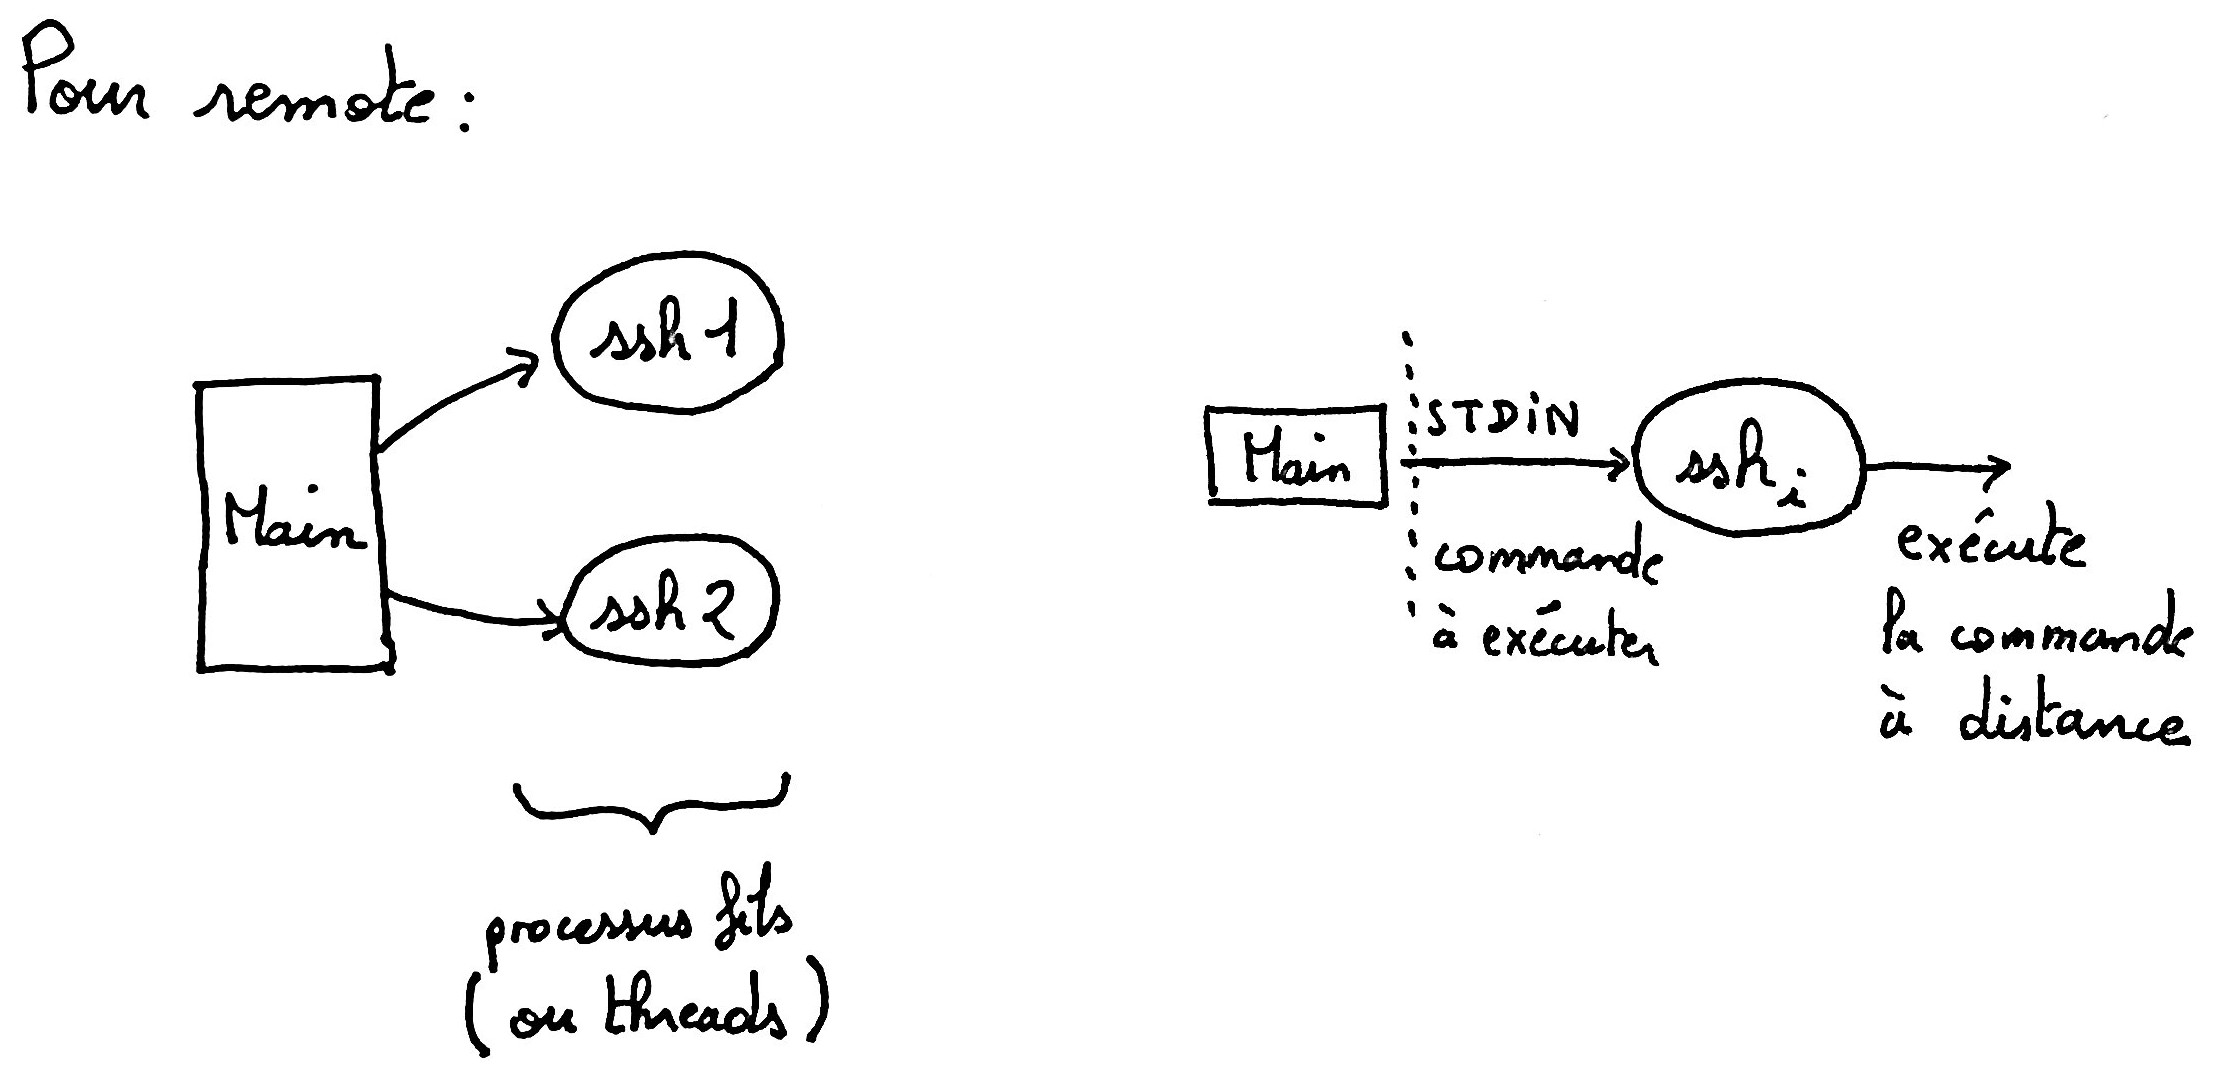 Pour remote :
ssh 1
Main
ssh 2
processus fils
(ou threads)
STDiN
Main
ssh i
commande
à exécuter
exécute
la commande
à distance